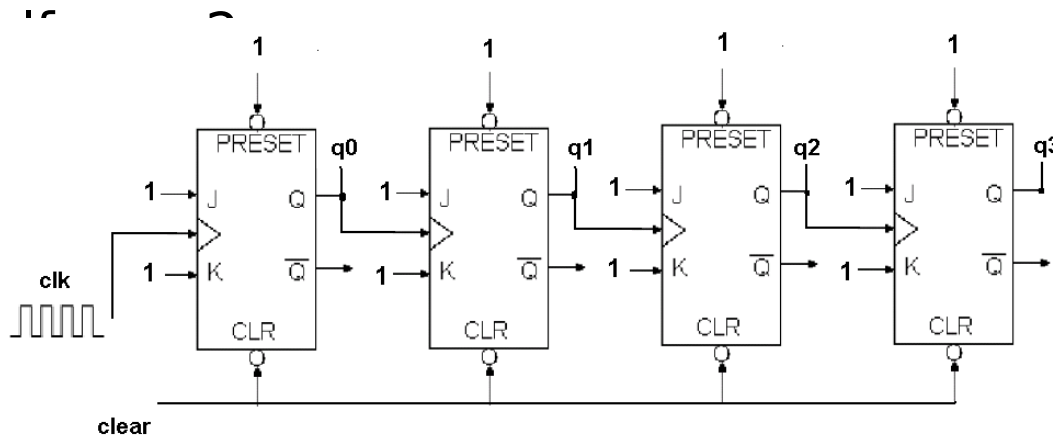 1 1 1 1
PRESET PRESET PRESET PRESET
q0 q1 q2 q3
1 J Q 1 J Q 1 J Q 1 J Q
1 K Q̅ 1 K Q̅ 1 K Q̅ 1 K Q̅
clk
CLR CLR CLR CLR
clear